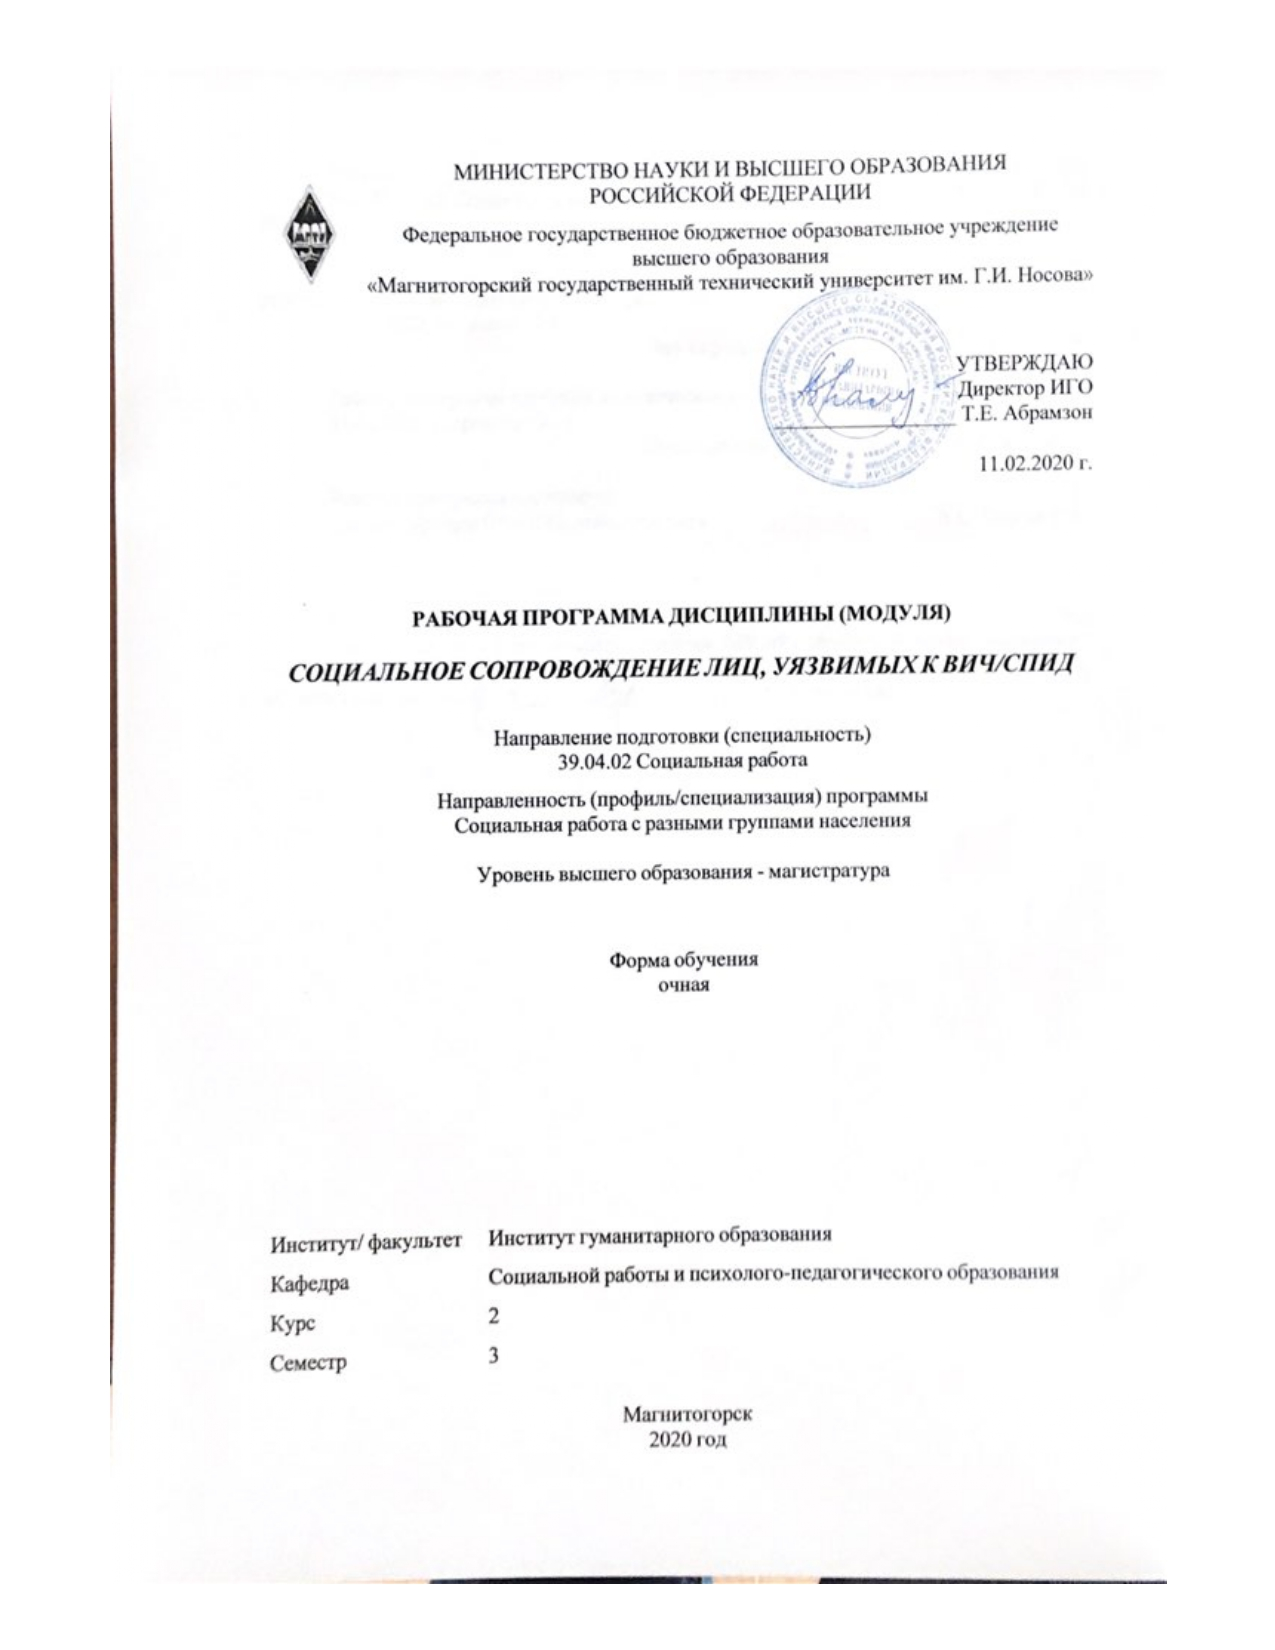 МИНИСТЕРСТВО НАУКИ И ВЫСШЕГО ОБРАЗОВАНИЯ
РОССИЙСКОЙ ФЕДЕРАЦИИ
Федеральное государственное бюджетное образовательное учреждение
высшего образования
«Магнитогорский государственный технический университет им. Г.И. Носова»
УТВЕРЖДАЮ
Директор ИГО
Т.Е. Абрамзон
11.02.2020 г.
РАБОЧАЯ ПРОГРАММА ДИСЦИПЛИНЫ (МОДУЛЯ)
СОЦИАЛЬНОЕ СОПРОВОЖДЕНИЕ ЛИЦ, УЯЗВИМЫХ К ВИЧ/СПИД
Направление подготовки (специальность)
39.04.02 Социальная работа
Направленность (профиль/специализация) программы
Социальная работа с разными группами населения
Уровень высшего образования - магистратура
Форма обучения
очная
Институт/ факультет Институт гуманитарного образования
Кафедра Социальной работы и психолого-педагогического образования
Курс 2
Семестр 3
Магнитогорск
2020 год